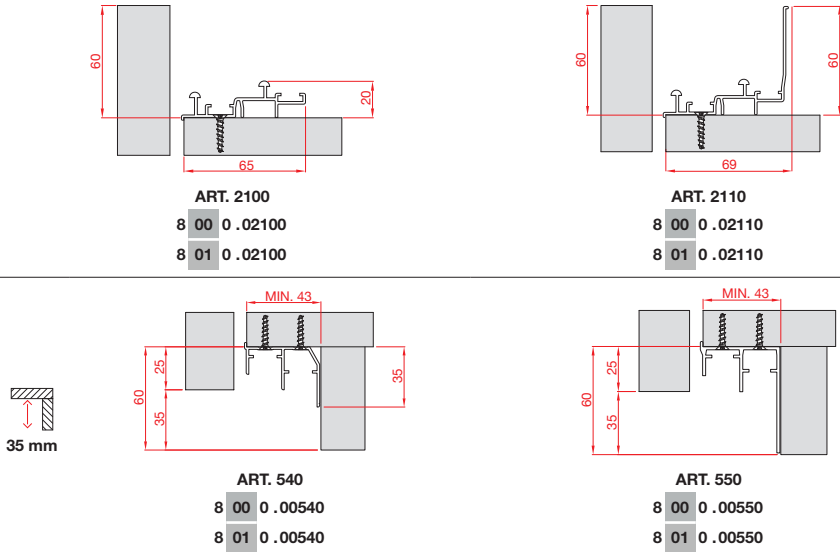 60
20
65
ART. 2100
8 00 0 .02100
8 01 0 .02100
60
60
69
ART. 2110
8 00 0 .02110
8 01 0 .02110
35 mm
MIN. 43
25
60
35
35
ART. 540
8 00 0 .00540
8 01 0 .00540
MIN. 43
25
60
35
ART. 550
8 00 0 .00550
8 01 0 .00550